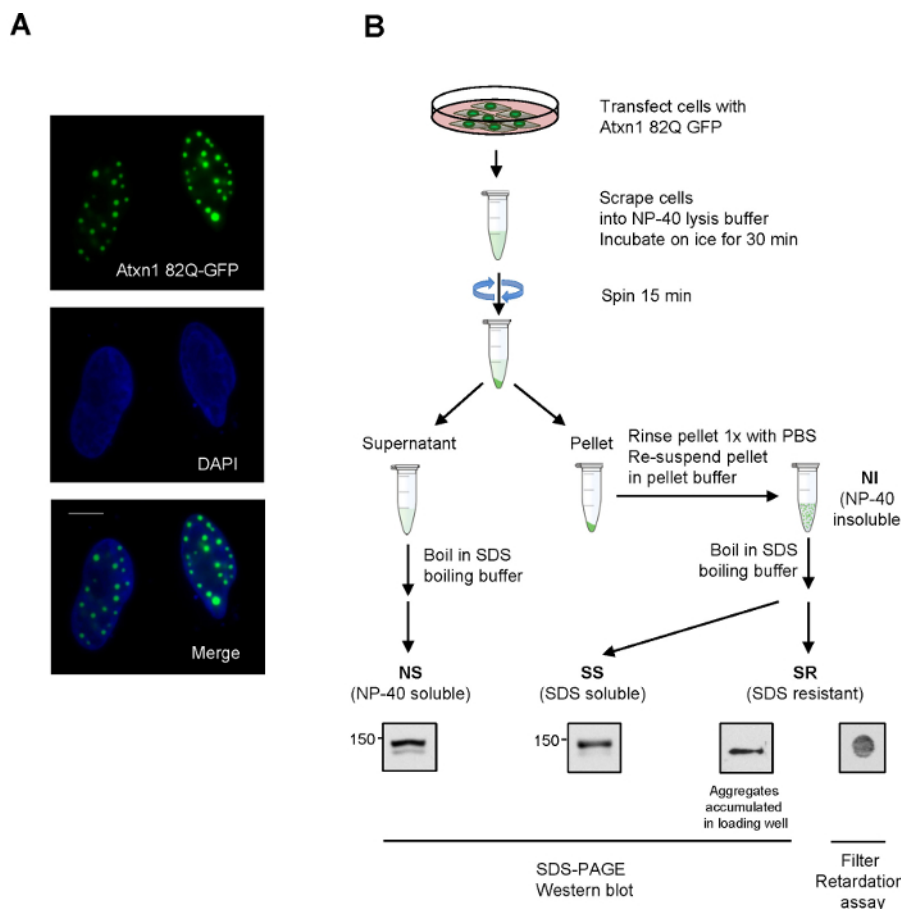 A
Atxn1 82Q-GFP
DAPI
Merge
B
Transfect cells with
Atxn1 82Q GFP
Scrape cells
into NP-40 lysis buffer
Incubate on ice for 30 min
Spin 15 min
Supernatant
Pellet
Rinse pellet 1x with PBS
Re-suspend pellet
in pellet buffer
NI
(NP-40
insoluble
Boil in SDS
boiling buffer
Boil in SDS
boiling buffer
NS
(NP-40 soluble)
SS
(SDS soluble)
SR
(SDS resistant)
150
150
Aggregates
accumulated
in loading well
SDS-PAGE
Western blot
Filter
Retardation
assay